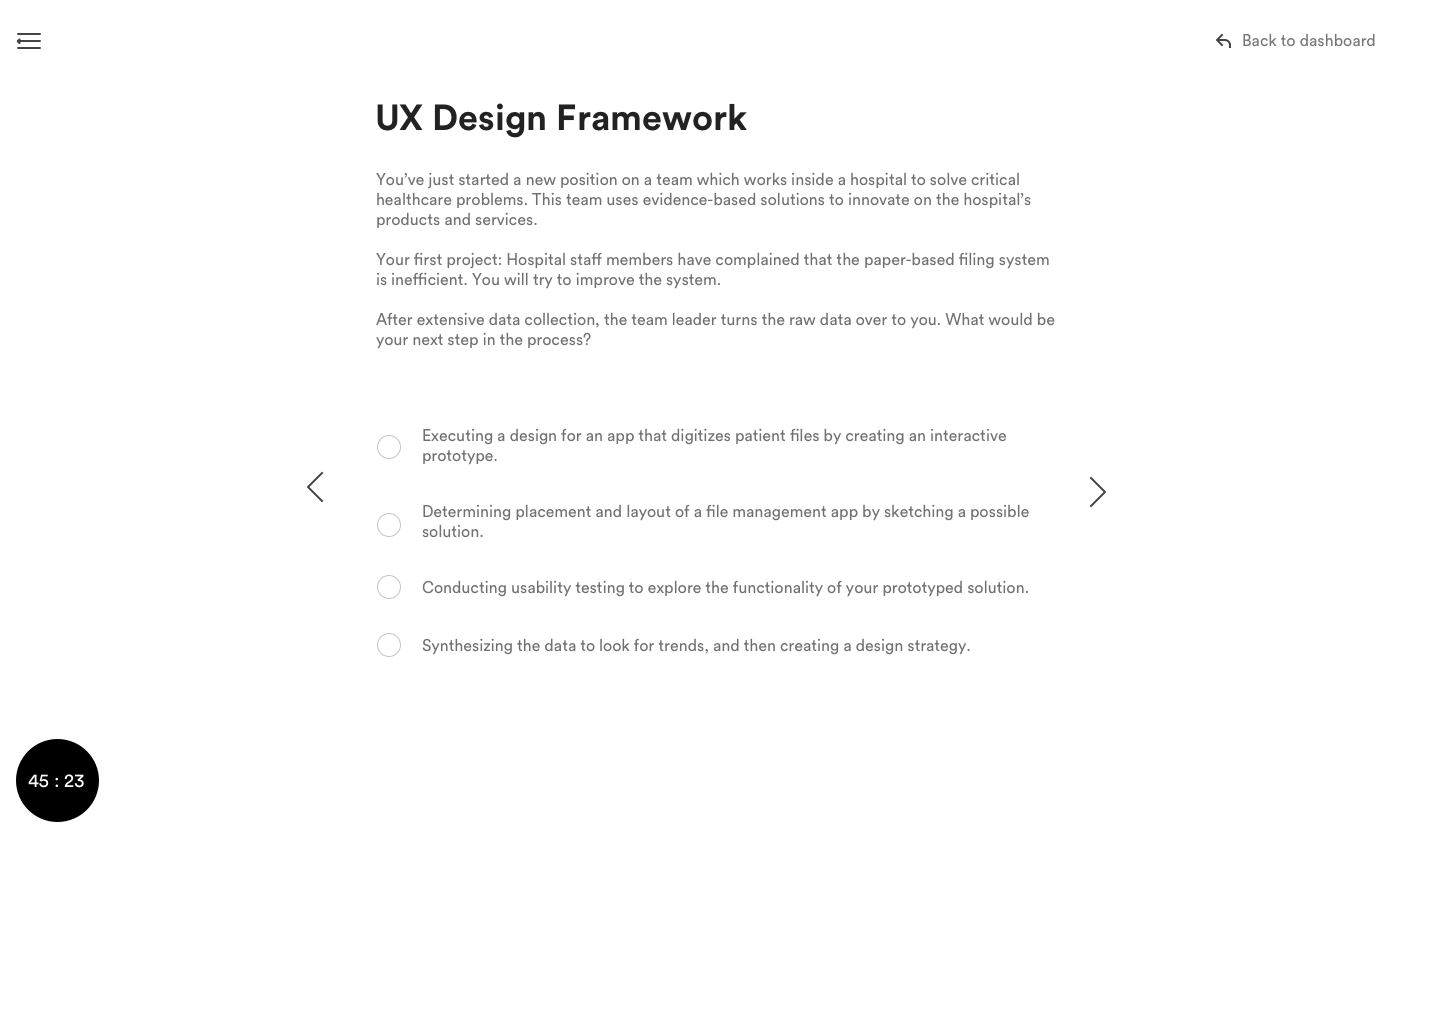 Back to dashboard
UX Design Framework
You’ve just started a new position on a team which works inside a hospital to solve critical
healthcare problems. This team uses evidence-based solutions to innovate on the hospital’s
products and services.
Your first project: Hospital staff members have complained that the paper-based filing system
is inefficient. You will try to improve the system.
After extensive data collection, the team leader turns the raw data over to you. What would be
your next step in the process?
Executing a design for an app that digitizes patient files by creating an interactive
prototype.
Determining placement and layout of a file management app by sketching a possible
solution.
Conducting usability testing to explore the functionality of your prototyped solution.
Synthesizing the data to look for trends, and then creating a design strategy.
45 : 23